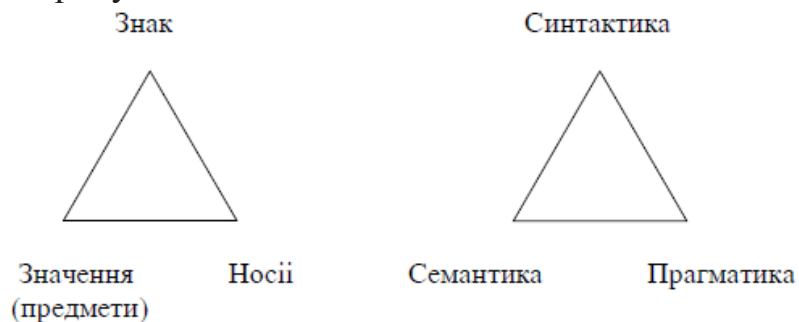 Знак Синтактика
Значення Носії Семантика Прагматика
(предмети)